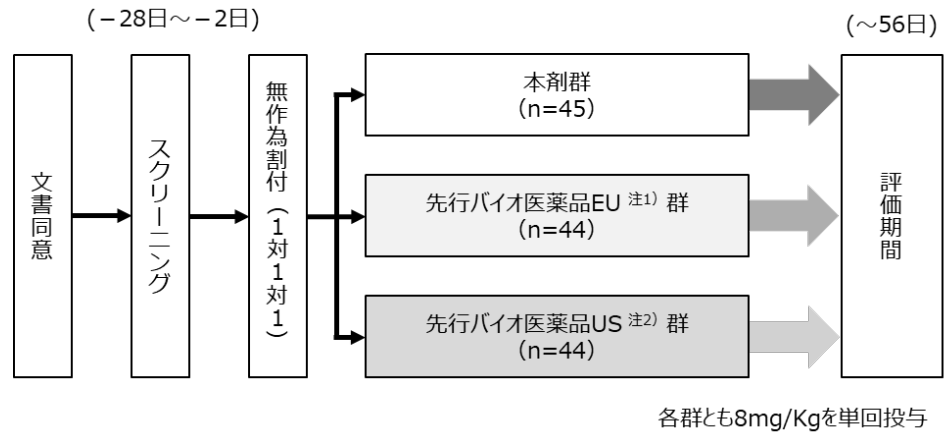 (－28日～－2日)
(～56日)
文書同意
スクリーニング
無作為割付（1対1対1）
本剤群
（n=45）
先行バイオ医薬品EU 注1) 群
（n=44）
先行バイオ医薬品US 注2) 群
（n=44）
評価期間
各群とも8mg/Kgを単回投与